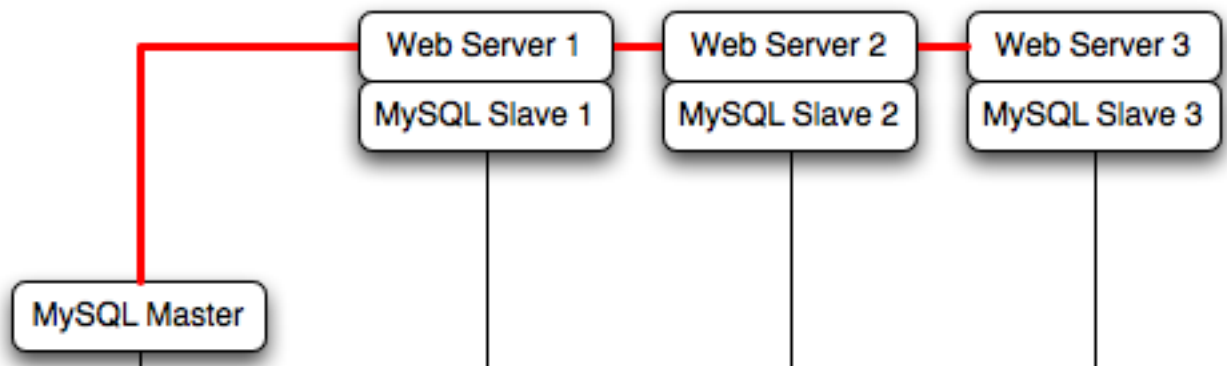 Web Server 1
Web Server 2
Web Server 3
MySQL Slave 1
MySQL Slave 2
MySQL Slave 3
MySQL Master